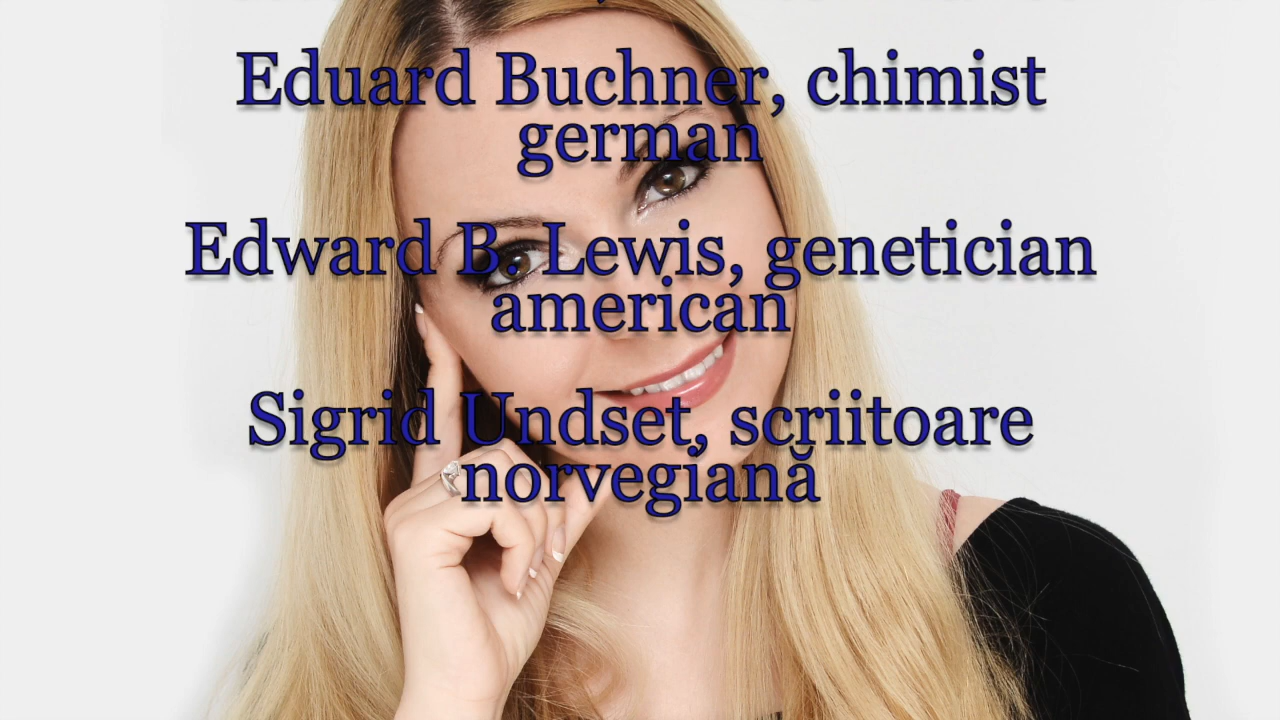 Eduard Buchner, chimist
german
Edward B. Lewis, genetician
american
Sigrid Undset, scriitoare
norvegiană